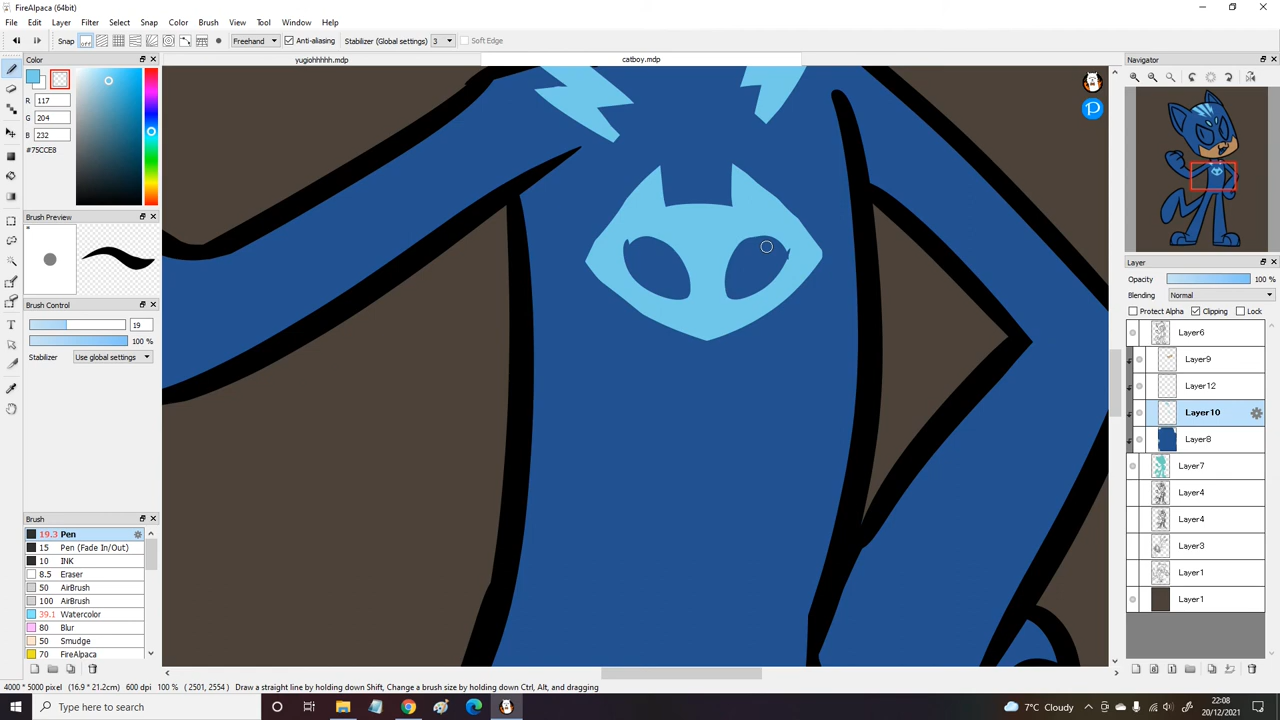 FireAlpaca (64bit)
File Edit Layer Filter Select Snap Color Brush View Tool Window Help
Snap off Freehand Anti-aliasing Stabilizer (Global settings) 3 Soft Edge
Color yugiohhhhh.mdp catboy.mdp Navigator
R 117
G 204
B 232
#75CCE8
Brush Preview
Layer
Opacity 100 %
Blending Normal
Protect Alpha Clipping Lock
Brush Control
19
100 %
Stabilizer Use global settings
Layer6
Layer9
Layer12
Layer10
Layer8
Layer7
Layer4
Layer4
Layer3
Layer1
Layer1
Brush
19.3 Pen
15 Pen (Fade In/Out)
10 INK
8.5 Eraser
50 AirBrush
100 AirBrush
39.1 Watercolor
80 Blur
50 Smudge
70 FireAlpaca
4000 * 5000 pixel (16.9 * 21.2cm) 600 dpi 100 % ( 2501, 2554 ) Draw a straight line by holding down Shift, Change a brush size by holding down Ctrl, Alt, and dragging
Type here to search
7°C Cloudy
22:08
20/12/2021